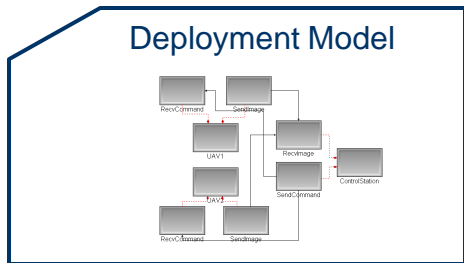 Deployment Model
RecvCommand
SendImage
UAV1
RecvImage
ControlStation
SendCommand
UAV2
RecvCommand
SendImage